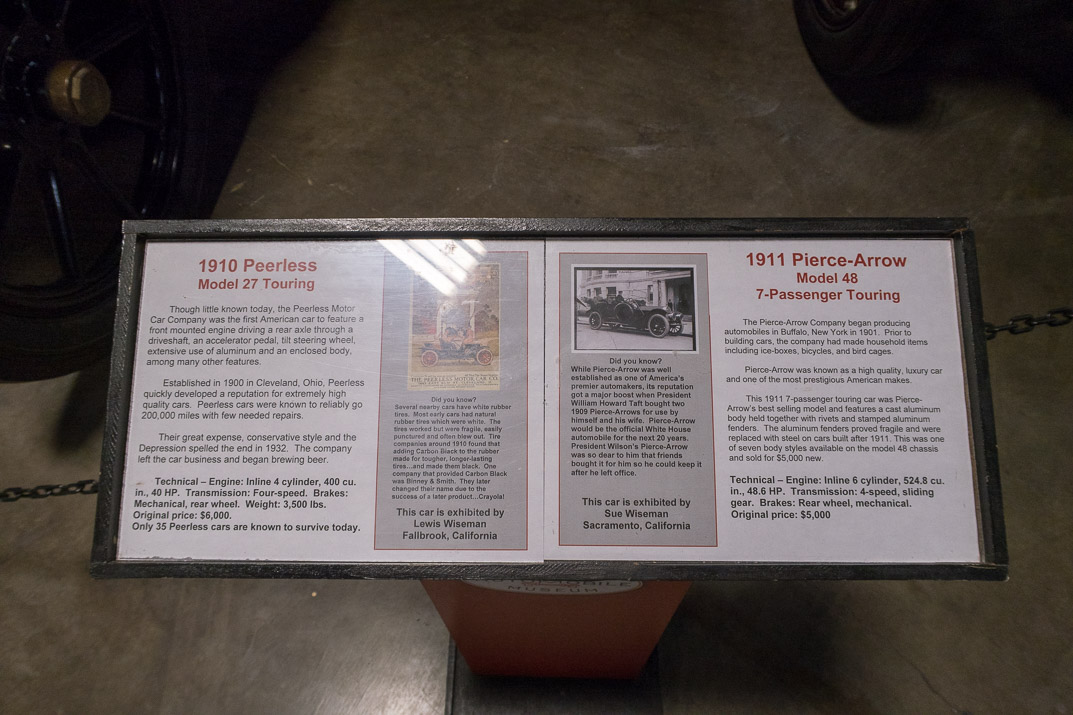 1910 Peerless
Model 27 Touring
Though little known today, the Peerless Motor
Car Company was the first American car to feature a
front mounted engine driving a rear axle through a
driveshaft, an accelerator pedal, tilt steering wheel,
extensive use of aluminum and an enclosed body,
among many other features.
Established in 1900 in Cleveland, Ohio, Peerless
quickly developed a reputation for extremely high
quality cars. Peerless cars were known to reliably go
200,000 miles with few needed repairs.
Their great expense, conservative style and the
Depression spelled the end in 1932. The company
left the car business and began brewing beer.
Technical – Engine: Inline 4 cylinder, 400 cu.
in., 40 HP. Transmission: Four-speed. Brakes:
Mechanical, rear wheel. Weight: 3,500 lbs.
Original price: $6,000.
Only 35 Peerless cars are known to survive today.
THE PEERLESS MOTOR CAR CO.
Did you know?
Several nearby cars have white rubber
tires. Most early cars had natural
rubber tires which were white. The
tires worked but were fragile, easily
punctured and often blew out. Tire
companies around 1910 found that
adding Carbon Black to the rubber
made for tougher, longer-lasting
tires...and made them black. One
company that provided Carbon Black
was Binney & Smith. They later
changed their name due to the
success of a later product...Crayola!
This car is exhibited by
Lewis Wiseman
Fallbrook, California
Did you know?
While Pierce-Arrow was well
established as one of America's
premier automakers, its reputation
got a major boost when President
William Howard Taft bought two
1909 Pierce-Arrows for use by
himself and his wife. Pierce-Arrow
would be the official White House
automobile for the next 20 years.
President Wilson's Pierce-Arrow
was so dear to him that friends
bought it for him so he could keep it
after he left office.
This car is exhibited by
Sue Wiseman
Sacramento, California
1911 Pierce-Arrow
Model 48
7-Passenger Touring
The Pierce-Arrow Company began producing
automobiles in Buffalo, New York in 1901. Prior to
building cars, the company had made household items
including ice-boxes, bicycles, and bird cages.
Pierce-Arrow was known as a high quality, luxury car
and one of the most prestigious American makes.
This 1911 7-passenger touring car was Pierce-
Arrow's best selling model and features a cast aluminum
body held together with rivets and stamped aluminum
fenders. The aluminum fenders proved fragile and were
replaced with steel on cars built after 1911. This was one
of seven body styles available on the model 48 chassis
and sold for $5,000 new.
Technical – Engine: Inline 6 cylinder, 524.8 cu.
in., 48.6 HP. Transmission: 4-speed, sliding
gear. Brakes: Rear wheel, mechanical.
Original price: $5,000
MUSEUM